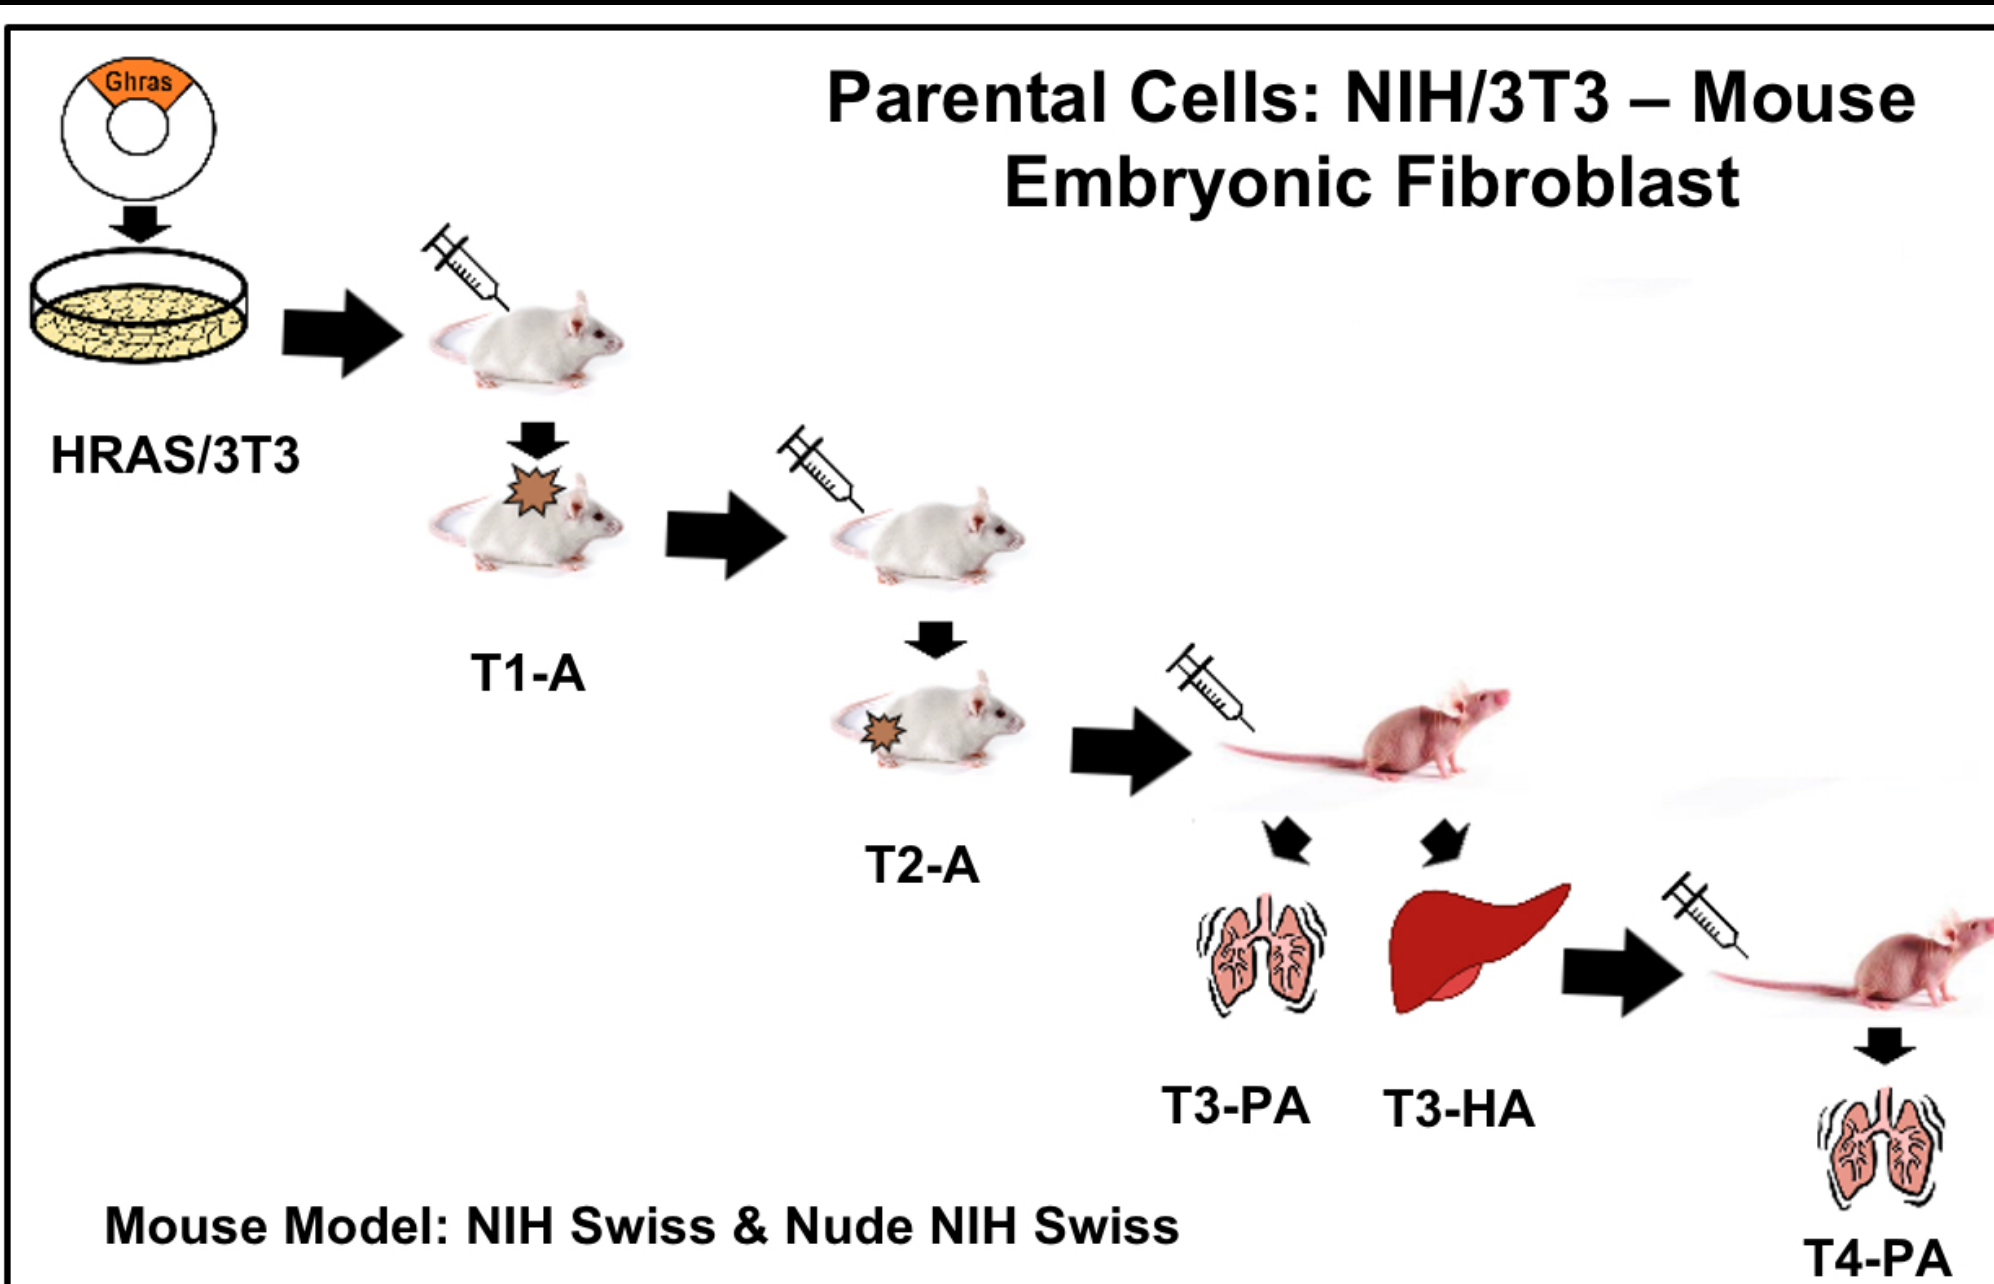 Ghras
Parental Cells: NIH/3T3 – Mouse
Embryonic Fibroblast
HRAS/3T3
T1-A
T2-A
T3-PA
T3-HA
Mouse Model: NIH Swiss & Nude NIH Swiss
T4-PA